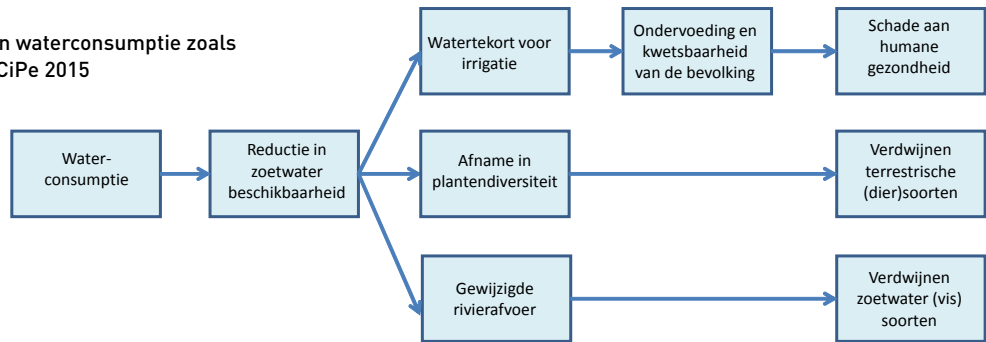 n waterconsumptie zoals
CiPe 2015
Water-
consumptie
Reductie in
zoetwater
beschikbaarheid
Watertekort voor
irrigatie
Ondervoeding en
kwetsbaarheid
van de bevolking
Schade aan
humane
gezondheid
Afname in
plantendiversiteit
Verdwijnen
terrestrische
(dier)soorten
Gewijzigde
rivierafvoer
Verdwijnen
zoetwater (vis)
soorten